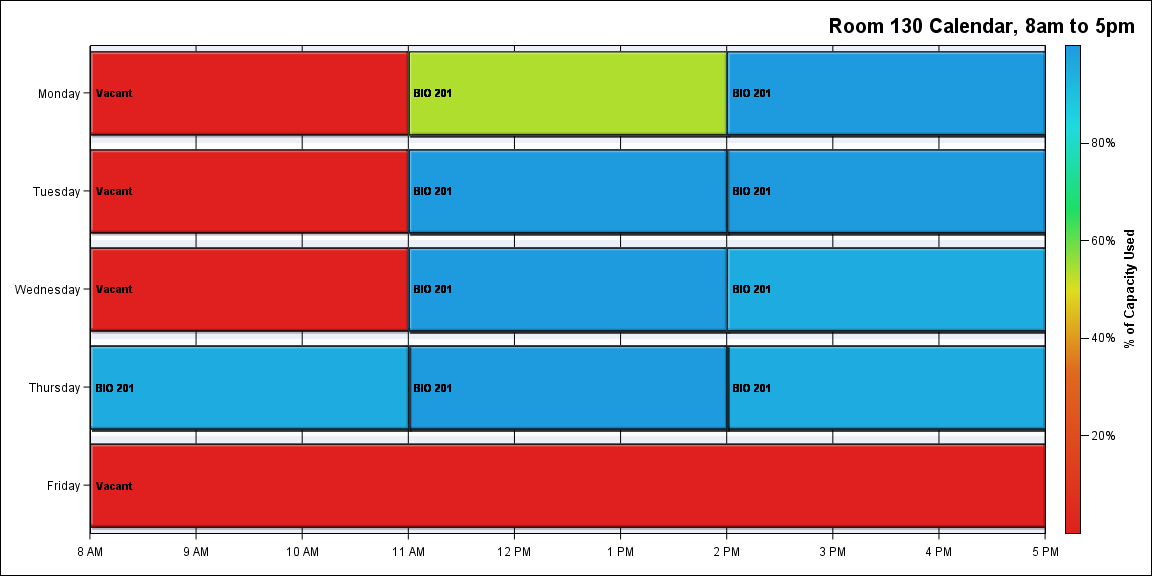 Room 130 Calendar, 8am to 5pm
Monday
Vacant
BIO 201
BIO 201
Tuesday
Vacant
BIO 201
BIO 201
Wednesday
Vacant
BIO 201
BIO 201
Thursday
BIO 201
BIO 201
BIO 201
Friday
Vacant
8 AM
9 AM
10 AM
11 AM
12 PM
1 PM
2 PM
3 PM
4 PM
5 PM
80%
60%
40%
20%
% of Capacity Used